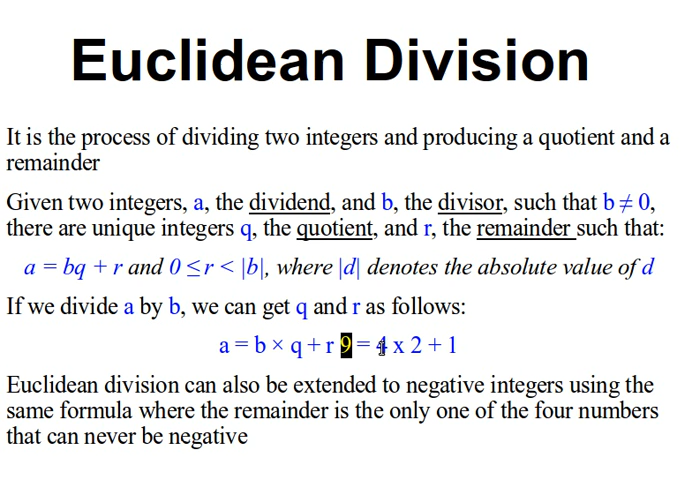 Euclidean Division
It is the process of dividing two integers and producing a quotient and a
remainder
Given two integers, a, the dividend, and b, the divisor, such that b ≠ 0,
there are unique integers q, the quotient, and r, the remainder such that:
a = bq + r and 0 ≤ r < |b|, where |d| denotes the absolute value of d
If we divide a by b, we can get q and r as follows:
a = b × q + r 9 = 4 x 2 + 1
Euclidean division can also be extended to negative integers using the
same formula where the remainder is the only one of the four numbers
that can never be negative